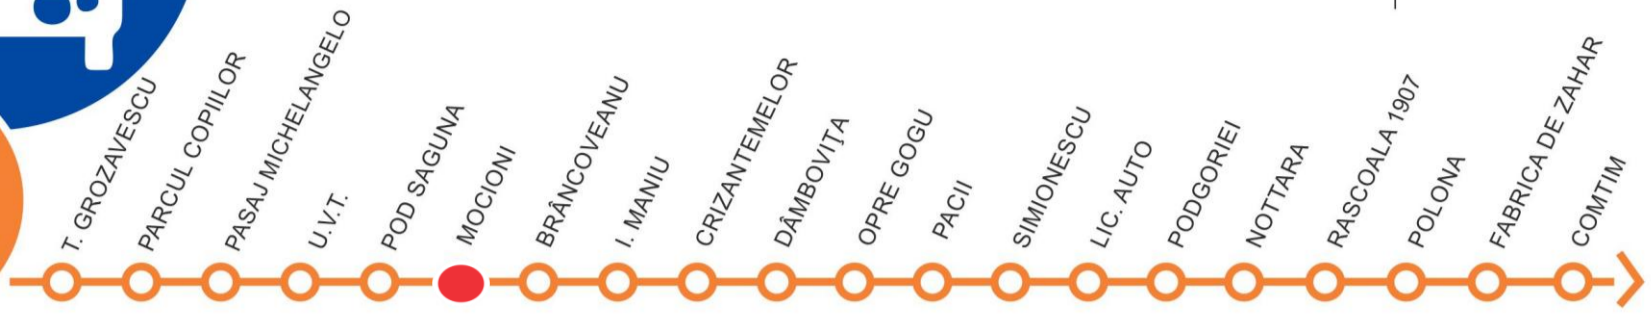 T. GROZAVESCU
PARCUL COPIILOR
PASAJ MICHELANGELO
U.V.T.
POD SAGUNA
MOCIONI
BRÂNCOVEANU
I. MANIU
CRIZANTEMELOR
DÂMBOVIŢA
OPRE GOGU
PACII
SIMIONESCU
LIC. AUTO
PODGORIEI
NOTTARA
RASCOALA 1907
POLONA
FABRICA DE ZAHAR
COMTIM